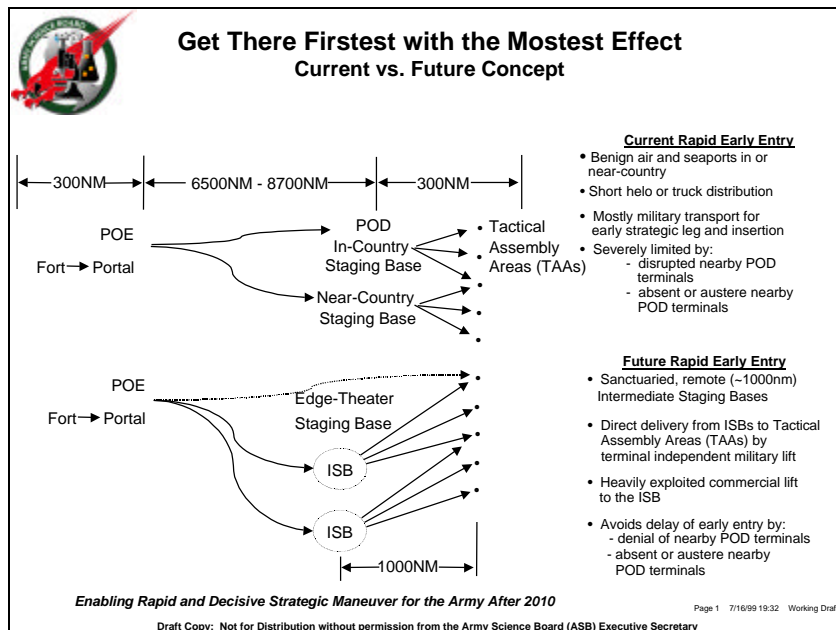 ARMY SCIENCE BOARD
Get There Firstest with the Mostest Effect
Current vs. Future Concept
300NM
6500NM - 8700NM
300NM
POE
Fort Portal
POD
In-Country
Staging Base
Near-Country
Staging Base
• Tactical
Assembly
Areas (TAAs)
Current Rapid Early Entry
• Benign air and seaports in or
near-country
• Short helo or truck distribution
• Mostly military transport for
early strategic leg and insertion
• Severely limited by:
- disrupted nearby POD
terminals
- absent or austere nearby
POD terminals
POE
Fort Portal
Edge-Theater
Staging Base
ISB
ISB
1000NM
Future Rapid Early Entry
• Sanctuaried, remote (~1000nm)
Intermediate Staging Bases
• Direct delivery from ISBs to Tactical
Assembly Areas (TAAs) by
terminal independent military lift
• Heavily exploited commercial lift
to the ISB
• Avoids delay of early entry by:
- denial of nearby POD terminals
- absent or austere nearby
POD terminals
Enabling Rapid and Decisive Strategic Maneuver for the Army After 2010
Page 1 7/16/99 19:32 Working Draf
Draft Copy: Not for Distribution without permission from the Army Science Board (ASB) Executive Secretary